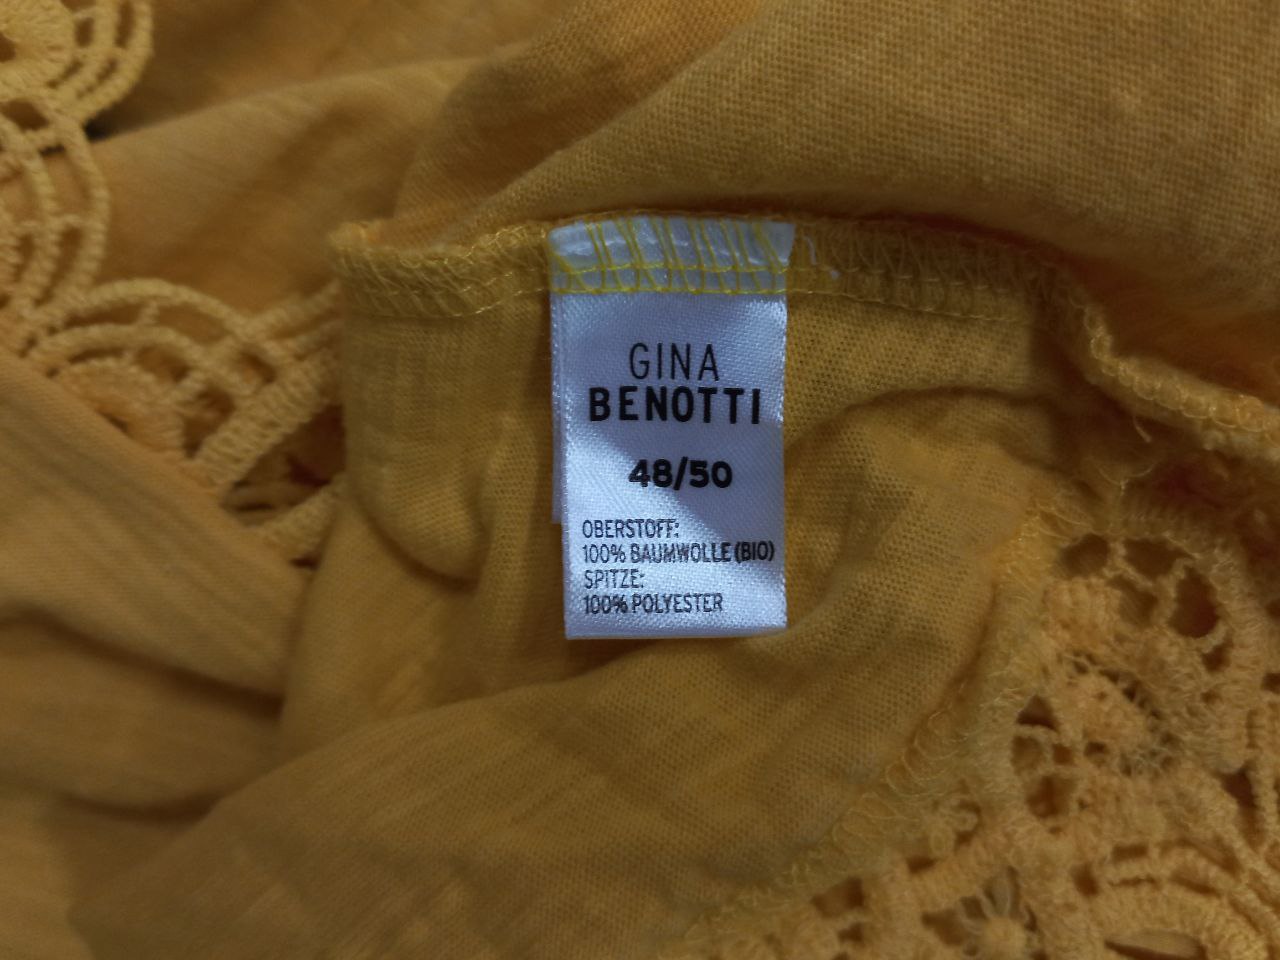 GINA
BENOTTI
48/50
OBERSTOFF:
100% BAUMWOLLE (BIO)
SPITZE:
100% POLYESTER